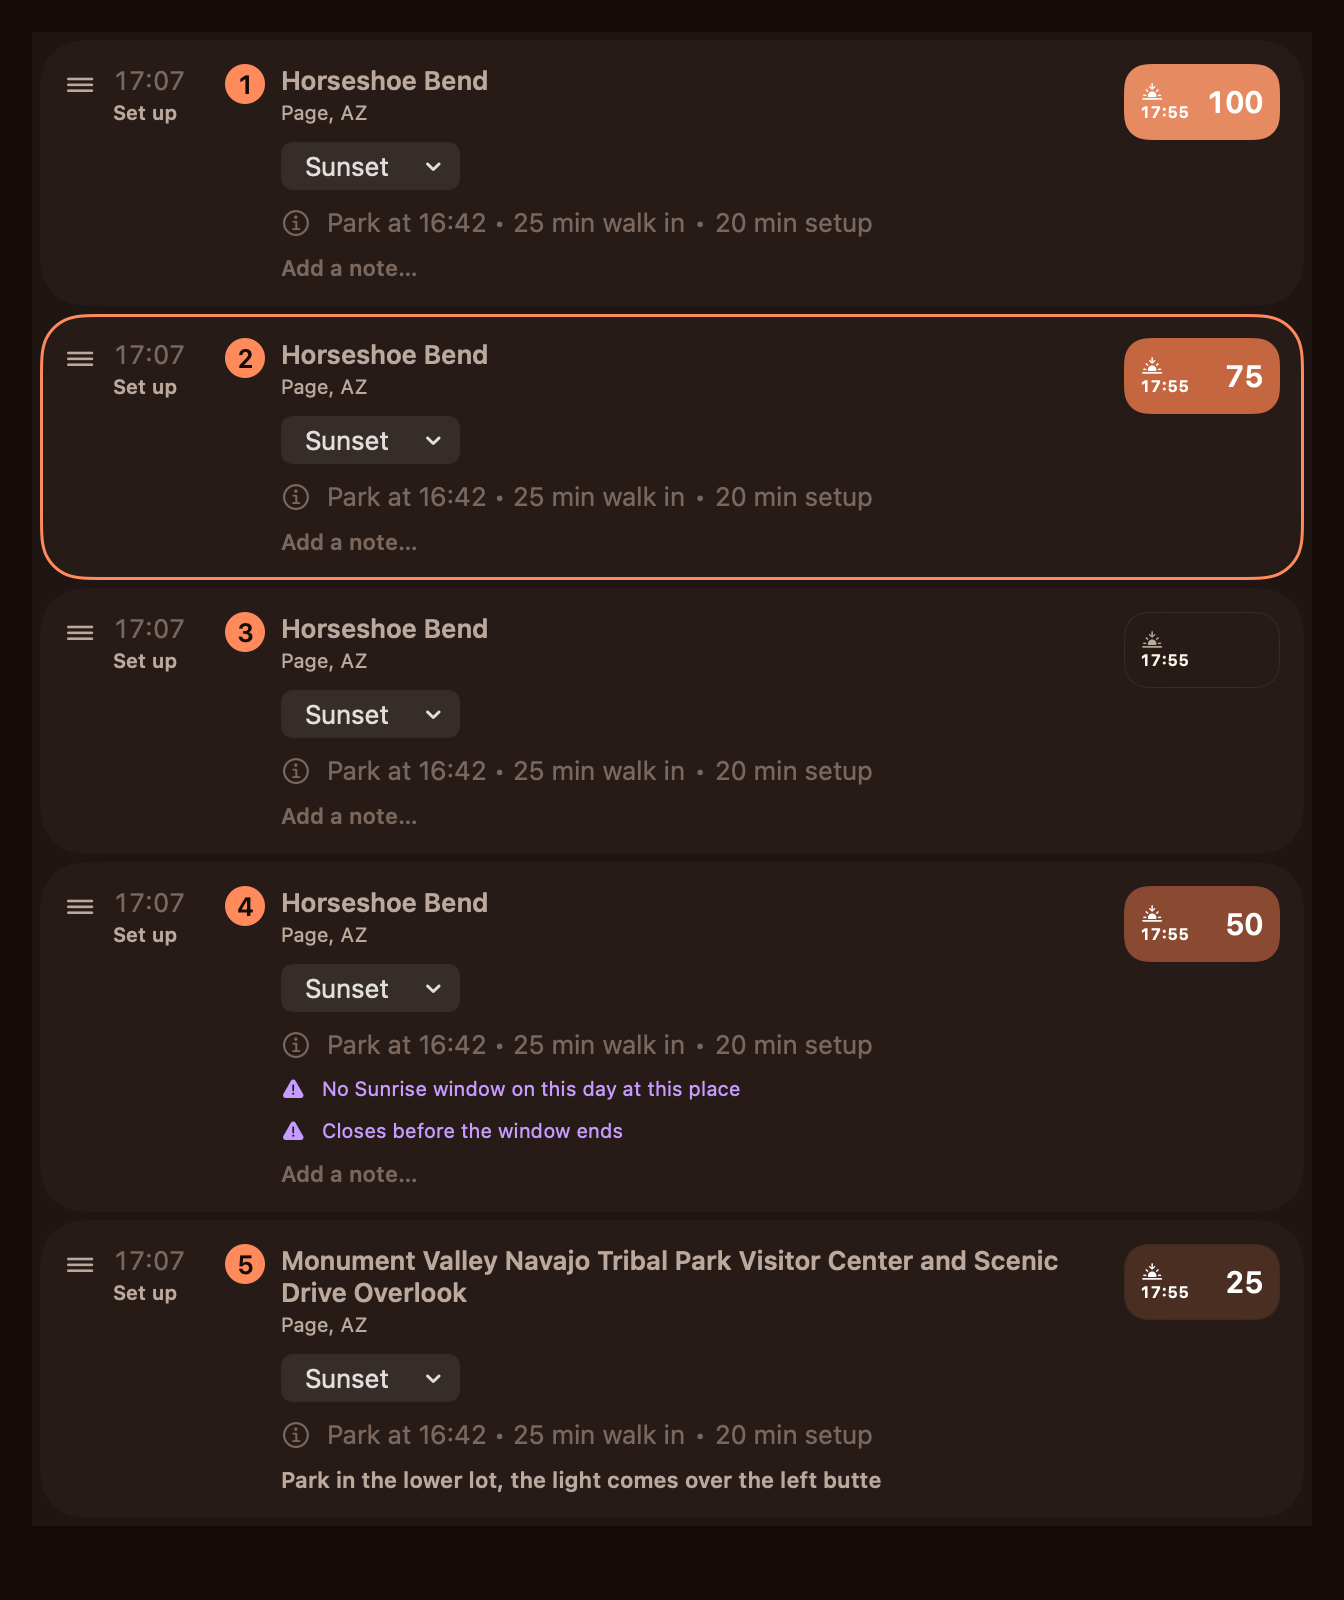 17:07 1 Horseshoe Bend 100
Set up Page, AZ 17:55
Sunset
Park at 16:42 • 25 min walk in • 20 min setup
Add a note...
17:07 2 Horseshoe Bend 75
Set up Page, AZ 17:55
Sunset
Park at 16:42 • 25 min walk in • 20 min setup
Add a note...
17:07 3 Horseshoe Bend
Set up Page, AZ 17:55
Sunset
Park at 16:42 • 25 min walk in • 20 min setup
Add a note...
17:07 4 Horseshoe Bend 50
Set up Page, AZ 17:55
Sunset
Park at 16:42 • 25 min walk in • 20 min setup
No Sunrise window on this day at this place
Closes before the window ends
Add a note...
17:07 5 Monument Valley Navajo Tribal Park Visitor Center and Scenic 25
Set up Drive Overlook 17:55
Page, AZ
Sunset
Park at 16:42 • 25 min walk in • 20 min setup
Park in the lower lot, the light comes over the left butte